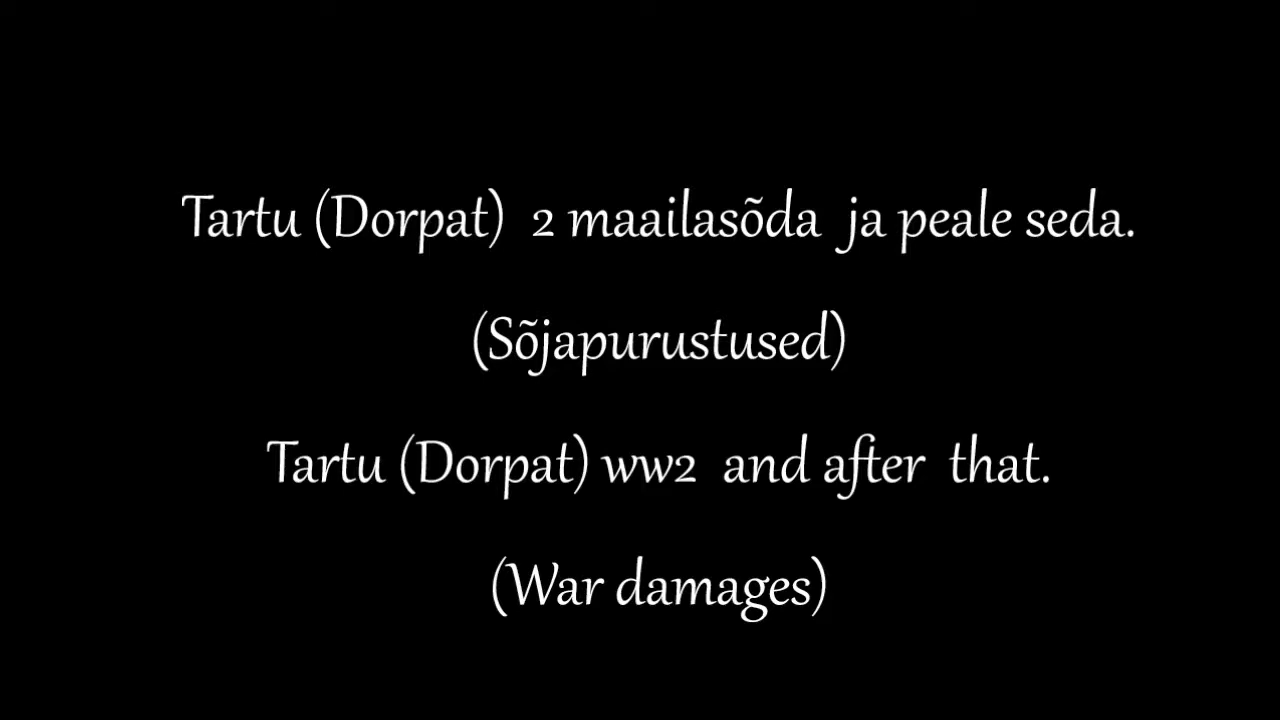 Tartu (Dorpat) 2 maailasõda ja peale seda.
(Sõjapurustused)
Tartu (Dorpat) ww2 and after that.
(War damages)